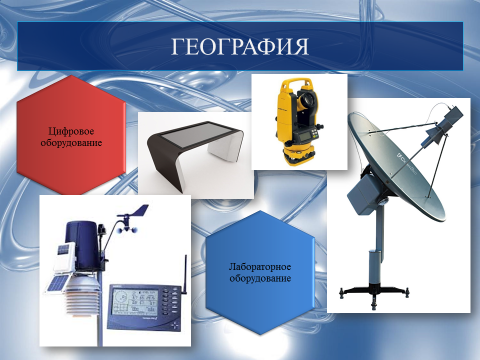 ГЕОГРАФИЯ
Цифровое
оборудование
Лабораторное
оборудование